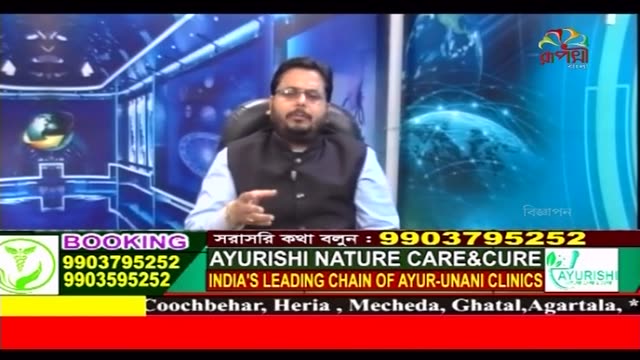 রূপসী
বাংলা
বিজ্ঞাপন
BOOKING
9903795252
9903595252
সরাসরি কথা বলুন : 9903795252
AYURISHI NATURE CARE&CURE
INDIA'S LEADING CHAIN OF AYUR-UNANI CLINICS
AYURISHI
Coochbehar, Heria , Mecheda, Ghatal,Agartala, *